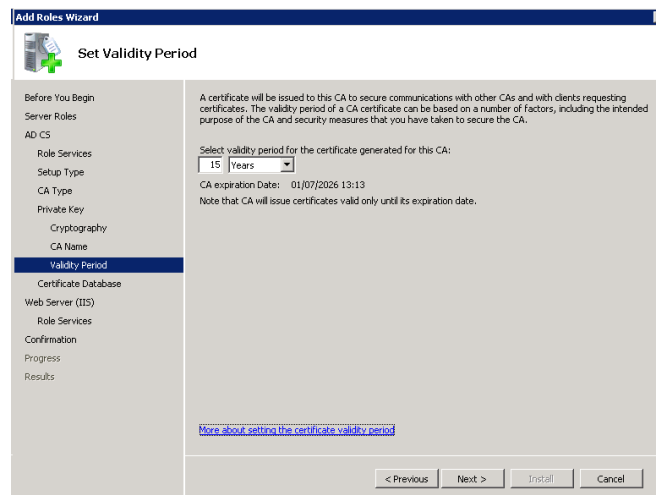 Add Roles Wizard
Set Validity Period
Before You Begin
Server Roles
AD CS
Role Services
Setup Type
CA Type
Private Key
Cryptography
CA Name
Validity Period
Certificate Database
Web Server (IIS)
Role Services
Confirmation
Progress
Results
A certificate will be issued to this CA to secure communications with other CAs and with clients requesting
certificates. The validity period of a CA certificate can be based on a number of factors, including the intended
purpose of the CA and security measures that you have taken to secure the CA.
Select validity period for the certificate generated for this CA:
15 Years
CA expiration Date: 01/07/2026 13:13
Note that CA will issue certificates valid only until its expiration date.
More about setting the certificate validity period
< Previous Next > Install Cancel